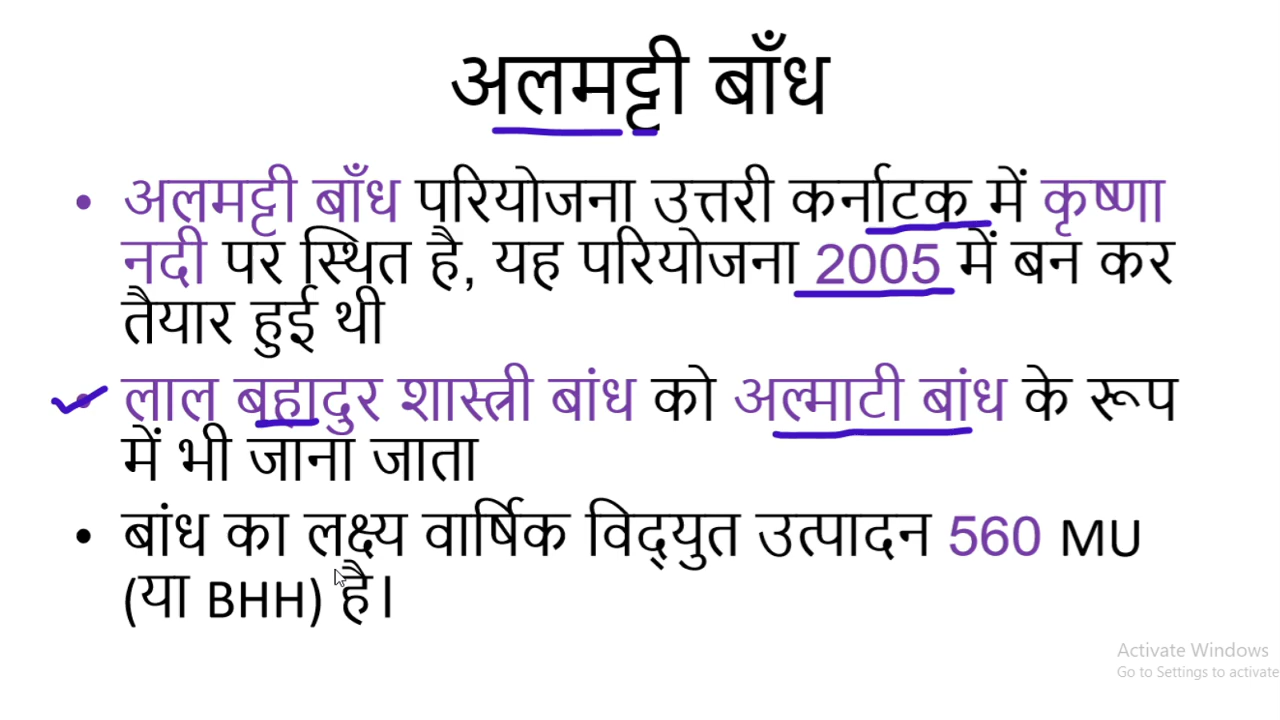 अलमट्टी बाँध
• अलमट्टी बाँध परियोजना उत्तरी कर्नाटक में कृष्णा
नदी पर स्थित है, यह परियोजना 2005 में बन कर
तैयार हुई थी
• लाल बहादुर शास्त्री बांध को अल्माटी बांध के रूप
में भी जाना जाता
• बांध का लक्ष्य वार्षिक विद्युत उत्पादन 560 MU
(या BHH) है।
Activate Windows
Go to Settings to activate